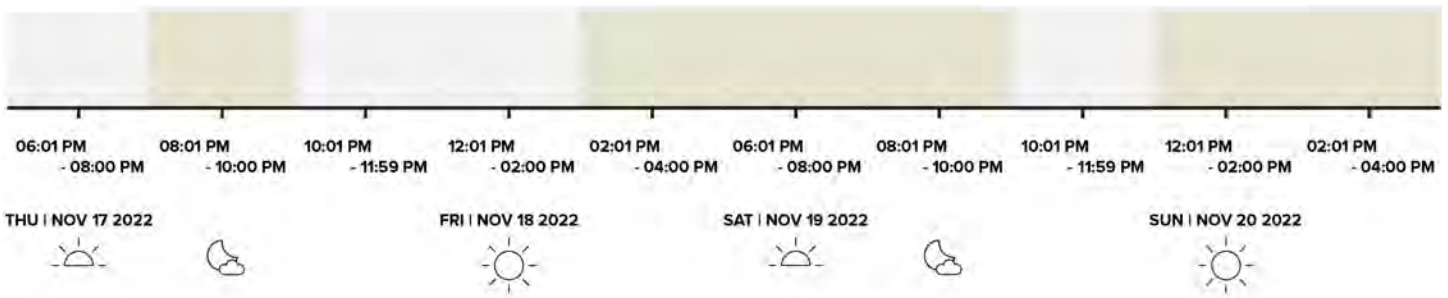 06:01 PM
- 08:00 PM
08:01 PM
- 10:00 PM
10:01 PM
- 11:59 PM
12:01 PM
- 02:00 PM
02:01 PM
- 04:00 PM
06:01 PM
- 08:00 PM
08:01 PM
- 10:00 PM
10:01 PM
- 11:59 PM
12:01 PM
- 02:00 PM
02:01 PM
- 04:00 PM
THU | NOV 17 2022
FRI | NOV 18 2022
SAT | NOV 19 2022
SUN | NOV 20 2022